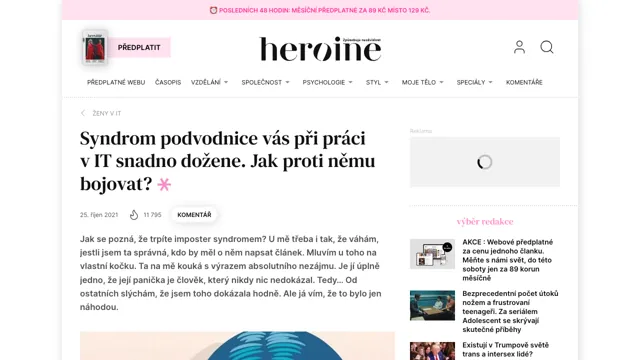 ⏰ POSLEDNÍCH 48 HODIN: MĚSÍČNÍ PŘEDPLATNÉ ZA 89 KČ MÍSTO 129 KČ.
PŘEDPLATIT
heroine
PŘEDPLATNÉ WEBU ČASOPIS VZDĚLÁNÍ SPOLEČNOST PSYCHOLOGIE STYL MOJE TĚLO SPECIÁLY KOMENTÁŘE
ŽENY V IT
Syndrom podvodnice vás při práci
v IT snadno dožene. Jak proti němu
bojovat?
25. říjen 2021 11 795 KOMENTÁŘ
Jak se pozná, že trpíte imposter syndromem? U mě třeba i tak, že váhám,
jestli jsem ta správná, kdo by měl o něm napsat článek. Mluvím u toho na
vlastní kočku. Ta na mě kouká s výrazem absolutního nezájmu. Je jí úplně
jedno, že její panička je člověk, který nikdy nic nedokázal. Tedy... Od
ostatních slýchám, že jsem toho dokázala hodně. Ale já vím, že to bylo jen
náhodou.
Reklama
výběr redakce
AKCE : Webové předplatné
za cenu jednoho članku.
Měňte s námi svět, do této
soboty jen za 89 korun
měsíčně
Bezprecedentní počet útoků
nožem a frustrovaní
teenageři. Za seriálem
Adolescent se skrývají
skutečné příběhy
Existují v Trumpově světě
trans a intersex lidé?